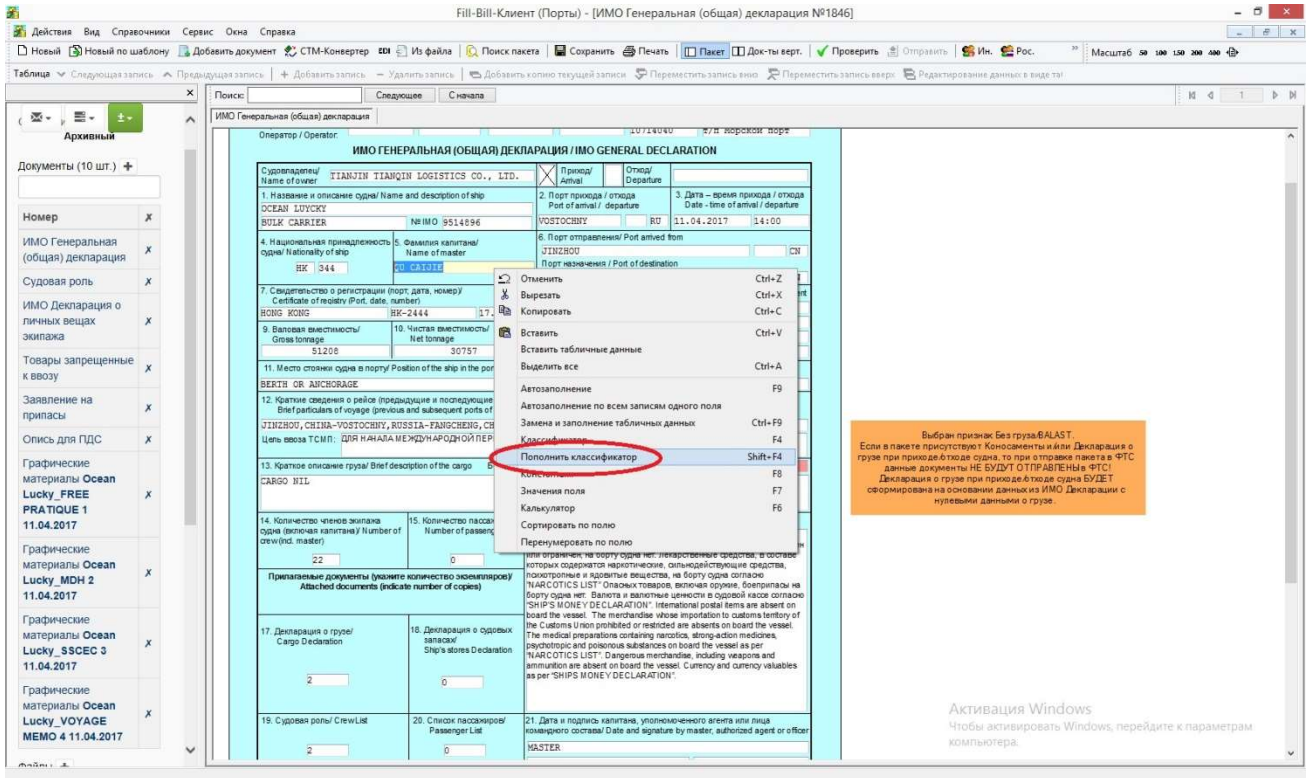 Fill-Bill-Клиент (Порты) - [ИМО Генеральная (общая) декларация №1846]
Действия Вид Справочники Сервис Окна Справка
Новый Новый по шаблону Добавить документ СТМ-Конвертер EDI Из файла Поиск пакета Сохранить Печать Пакет Док-ты верт. Проверить Отправить Ин. Рос. Масштаб 50 100 150 200 400
Таблица Следующая запись Предыдущая запись Добавить запись Удалить запись Добавить копию текущей записи Переместить запись вниз Переместить запись вверх Редактирование данных в виде таб
Поиск: Следующее С начала 1
ИМО Генеральная (общая) декларация
Архивный
Документы (10 шт.)
Номер x
ИМО Генеральная
(общая) декларация x
Судовая роль x
ИМО Декларация о
личных вещах x
экипажа
Товары запрещенные
к ввозу x
Заявление на
припасы x
Опись для ПДС x
Графические
материалы Ocean
Lucky_FREE x
PRATIQUE 1
11.04.2017
Графические
материалы Ocean
Lucky_MDH 2 x
11.04.2017
Графические
материалы Ocean
Lucky_SSCEC 3 x
11.04.2017
Графические
материалы Ocean
Lucky_VOYAGE x
MEMO 4 11.04.2017
Файлы
Оператор / Operator: 10714040 т/п Морской порт
ИМО ГЕНЕРАЛЬНАЯ (ОБЩАЯ) ДЕКЛАРАЦИЯ / IMO GENERAL DECLARATION
Судовладелец/
Name of owner TIANJIN TIANQIN LOGISTICS CO., LTD.
Приход/
Arrival
Отход/
Departure
1. Название и описание судна/ Name and description of ship
OCEAN LUYCKY
BULK CARRIER № IMO 9514896
2. Порт прихода / отхода
Port of arrival / departure
VOSTOCHNY RU
3. Дата – время прихода / отхода
Date - time of arrival / departure
11.04.2017 14:00
4. Национальная принадлежность
судна/ Nationality of ship
HK 344
5. Фамилия капитана/
Name of master
CAIJIE
6. Порт отправления/ Port arrived from
JINZHOU CN
Порт назначения / Port of destination
7. Свидетельство о регистрации (порт, дата, номер)/
Certificate of registry (Port, date, number)
HONG KONG HK-2444 17.
9. Валовая вместимость/
Gross tonnage
51208
10. Чистая вместимость/
Net tonnage
30757
11. Место стоянки судна в порту/ Position of the ship in the por
BERTH OR ANCHORAGE
12. Краткие сведения о рейсе (предыдущие и последующие
Brief particulars of voyage (previous and subsequent ports of
JINZHOU,CHINA-VOSTOCHNY,RUSSIA-FANGCHENG,CH
Цель ввоза ТСМП: ДЛЯ НАЧАЛА МЕЖДУНАРОДНОЙ ПЕР
13. Краткое описание груза/ Brief description of the cargo
CARGO NIL
14. Количество членов экипажа
судна (включая капитана)/ Number of
crew (incl. master)
22
15. Количество пассаж
Number of passeng
0
Прилагаемые документы (укажите количество экземпляров)/
Attached documents (indicate number of copies)
17. Декларация о грузе/
Cargo Declaration
2
18. Декларация о судовых
запасах/
Ship's stores Declaration
0
19. Судовая роль/ Crew List
2
20. Список пассажиров/
Passenger List
0
Отменить Ctrl+Z
Вырезать Ctrl+X
Копировать Ctrl+C
Вставить Ctrl+V
Вставить табличные данные
Выделить все Ctrl+A
Автозаполнение F9
Автозаполнение по всем записям одного поля
Замена и заполнение табличных данных Ctrl+F9
Классификатор F4
Пополнить классификатор Shift+F4
Константы F8
Значения поля F7
Калькулятор F6
Сортировать по полю
Перенумеровать по полю
или ограничен, на борту судна нет. Лекарственные средства, в составе
которых содержатся наркотические, сильнодействующие средства,
психотропные и ядовитые вещества, на борту судна согласно
"NARCOTICS LIST" Опасных товаров, включая оружие, боеприпасы на
борту судна нет. Валюта и валютные ценности в судовой кассе согласно
"SHIP'S MONEY DECLARATION". International postal items are absent on
board the vessel. The merchandise whose importation to customs territory of
the Customs Union prohibited or restricted are absents on board the vessel.
The medical preparations containing narcotics, strong-action medicines,
psychotropic and poisonous substances on board the vessel as per
"NARCOTICS LIST". Dangerous merchandise, including weapons and
ammunition are absent on board the vessel. Currency and currency valuables
as per "SHIPS MONEY DECLARATION".
21. Дата и подпись капитана, уполномоченного агента или лица
командного состава/ Date and signature by master, authorized agent or officer
MASTER
Выбран признак Без груза/BALAST.
Если в пакете присутствуют Коносаменты и/или Декларация о
грузе при приходе/отходе судна, то при отправке пакета в ФТС
данные документы НЕ БУДУТ ОТПРАВЛЕНЫ в ФТС!
Декларация о грузе при приходе/отходе судна БУДЕТ
сформирована на основании данных из ИМО Декларации с
нулевыми данными о грузе.
Активация Windows
Чтобы активировать Windows, перейдите к параметрам
компьютера.